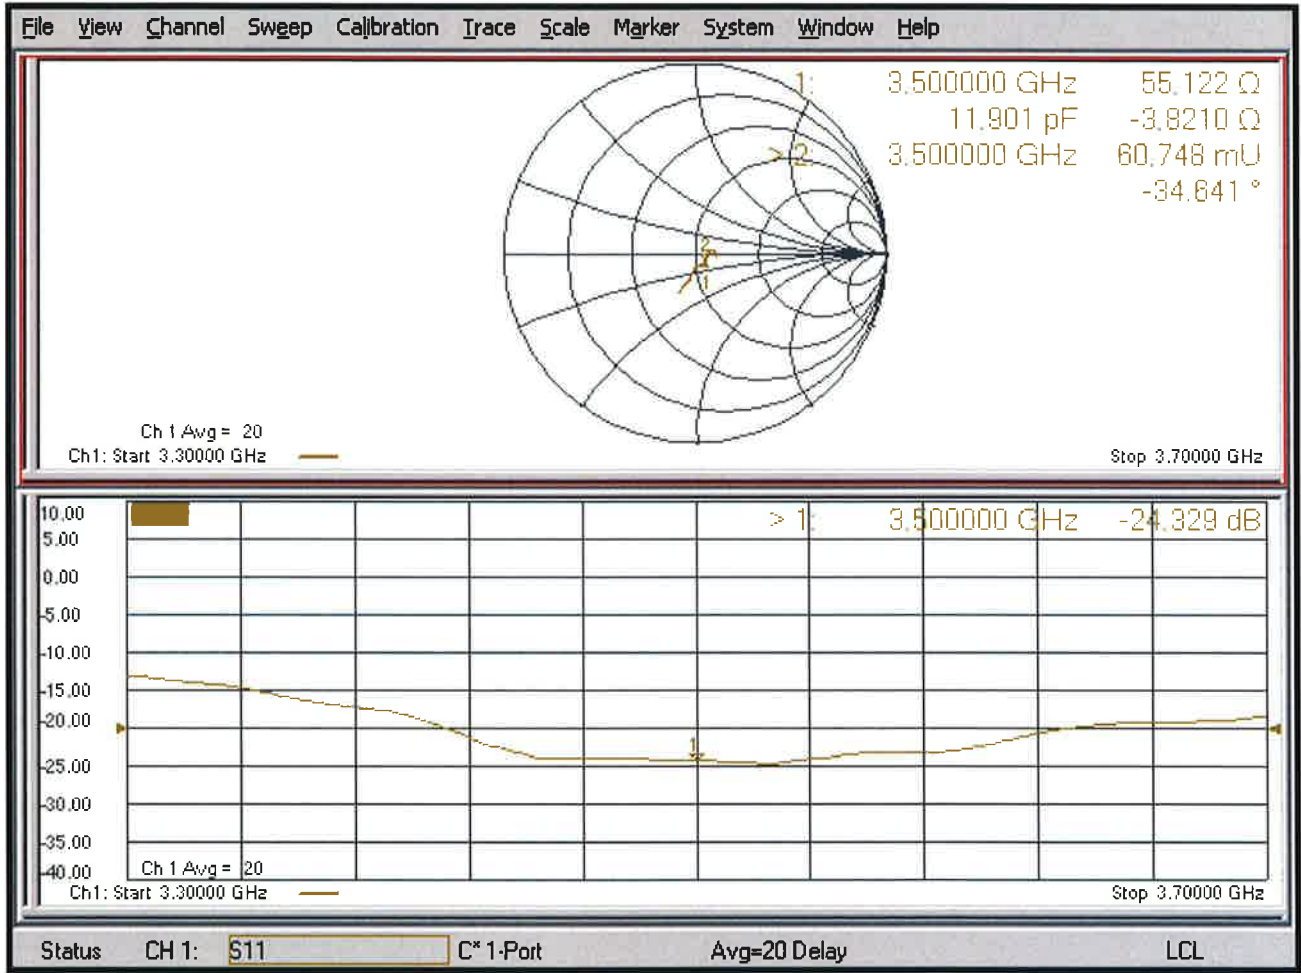 File View Channel Sweep Calibration Trace Scale Marker System Window Help
1: 3.500000 GHz 55.122 Ω
11.901 pF -3.8210 Ω
> 2: 3.500000 GHz 60.748 mU
-34.641 °
2
1
Ch 1 Avg = 20
Ch1: Start 3.30000 GHz
Stop 3.70000 GHz
> 1: 3.500000 GHz -24.329 dB
10.00
5.00
0.00
-5.00
-10.00
-15.00
-20.00
-25.00
-30.00
-35.00
-40.00
1
Ch 1 Avg = 20
Ch1: Start 3.30000 GHz
Stop 3.70000 GHz
Status CH 1: S11 C* 1-Port Avg=20 Delay LCL